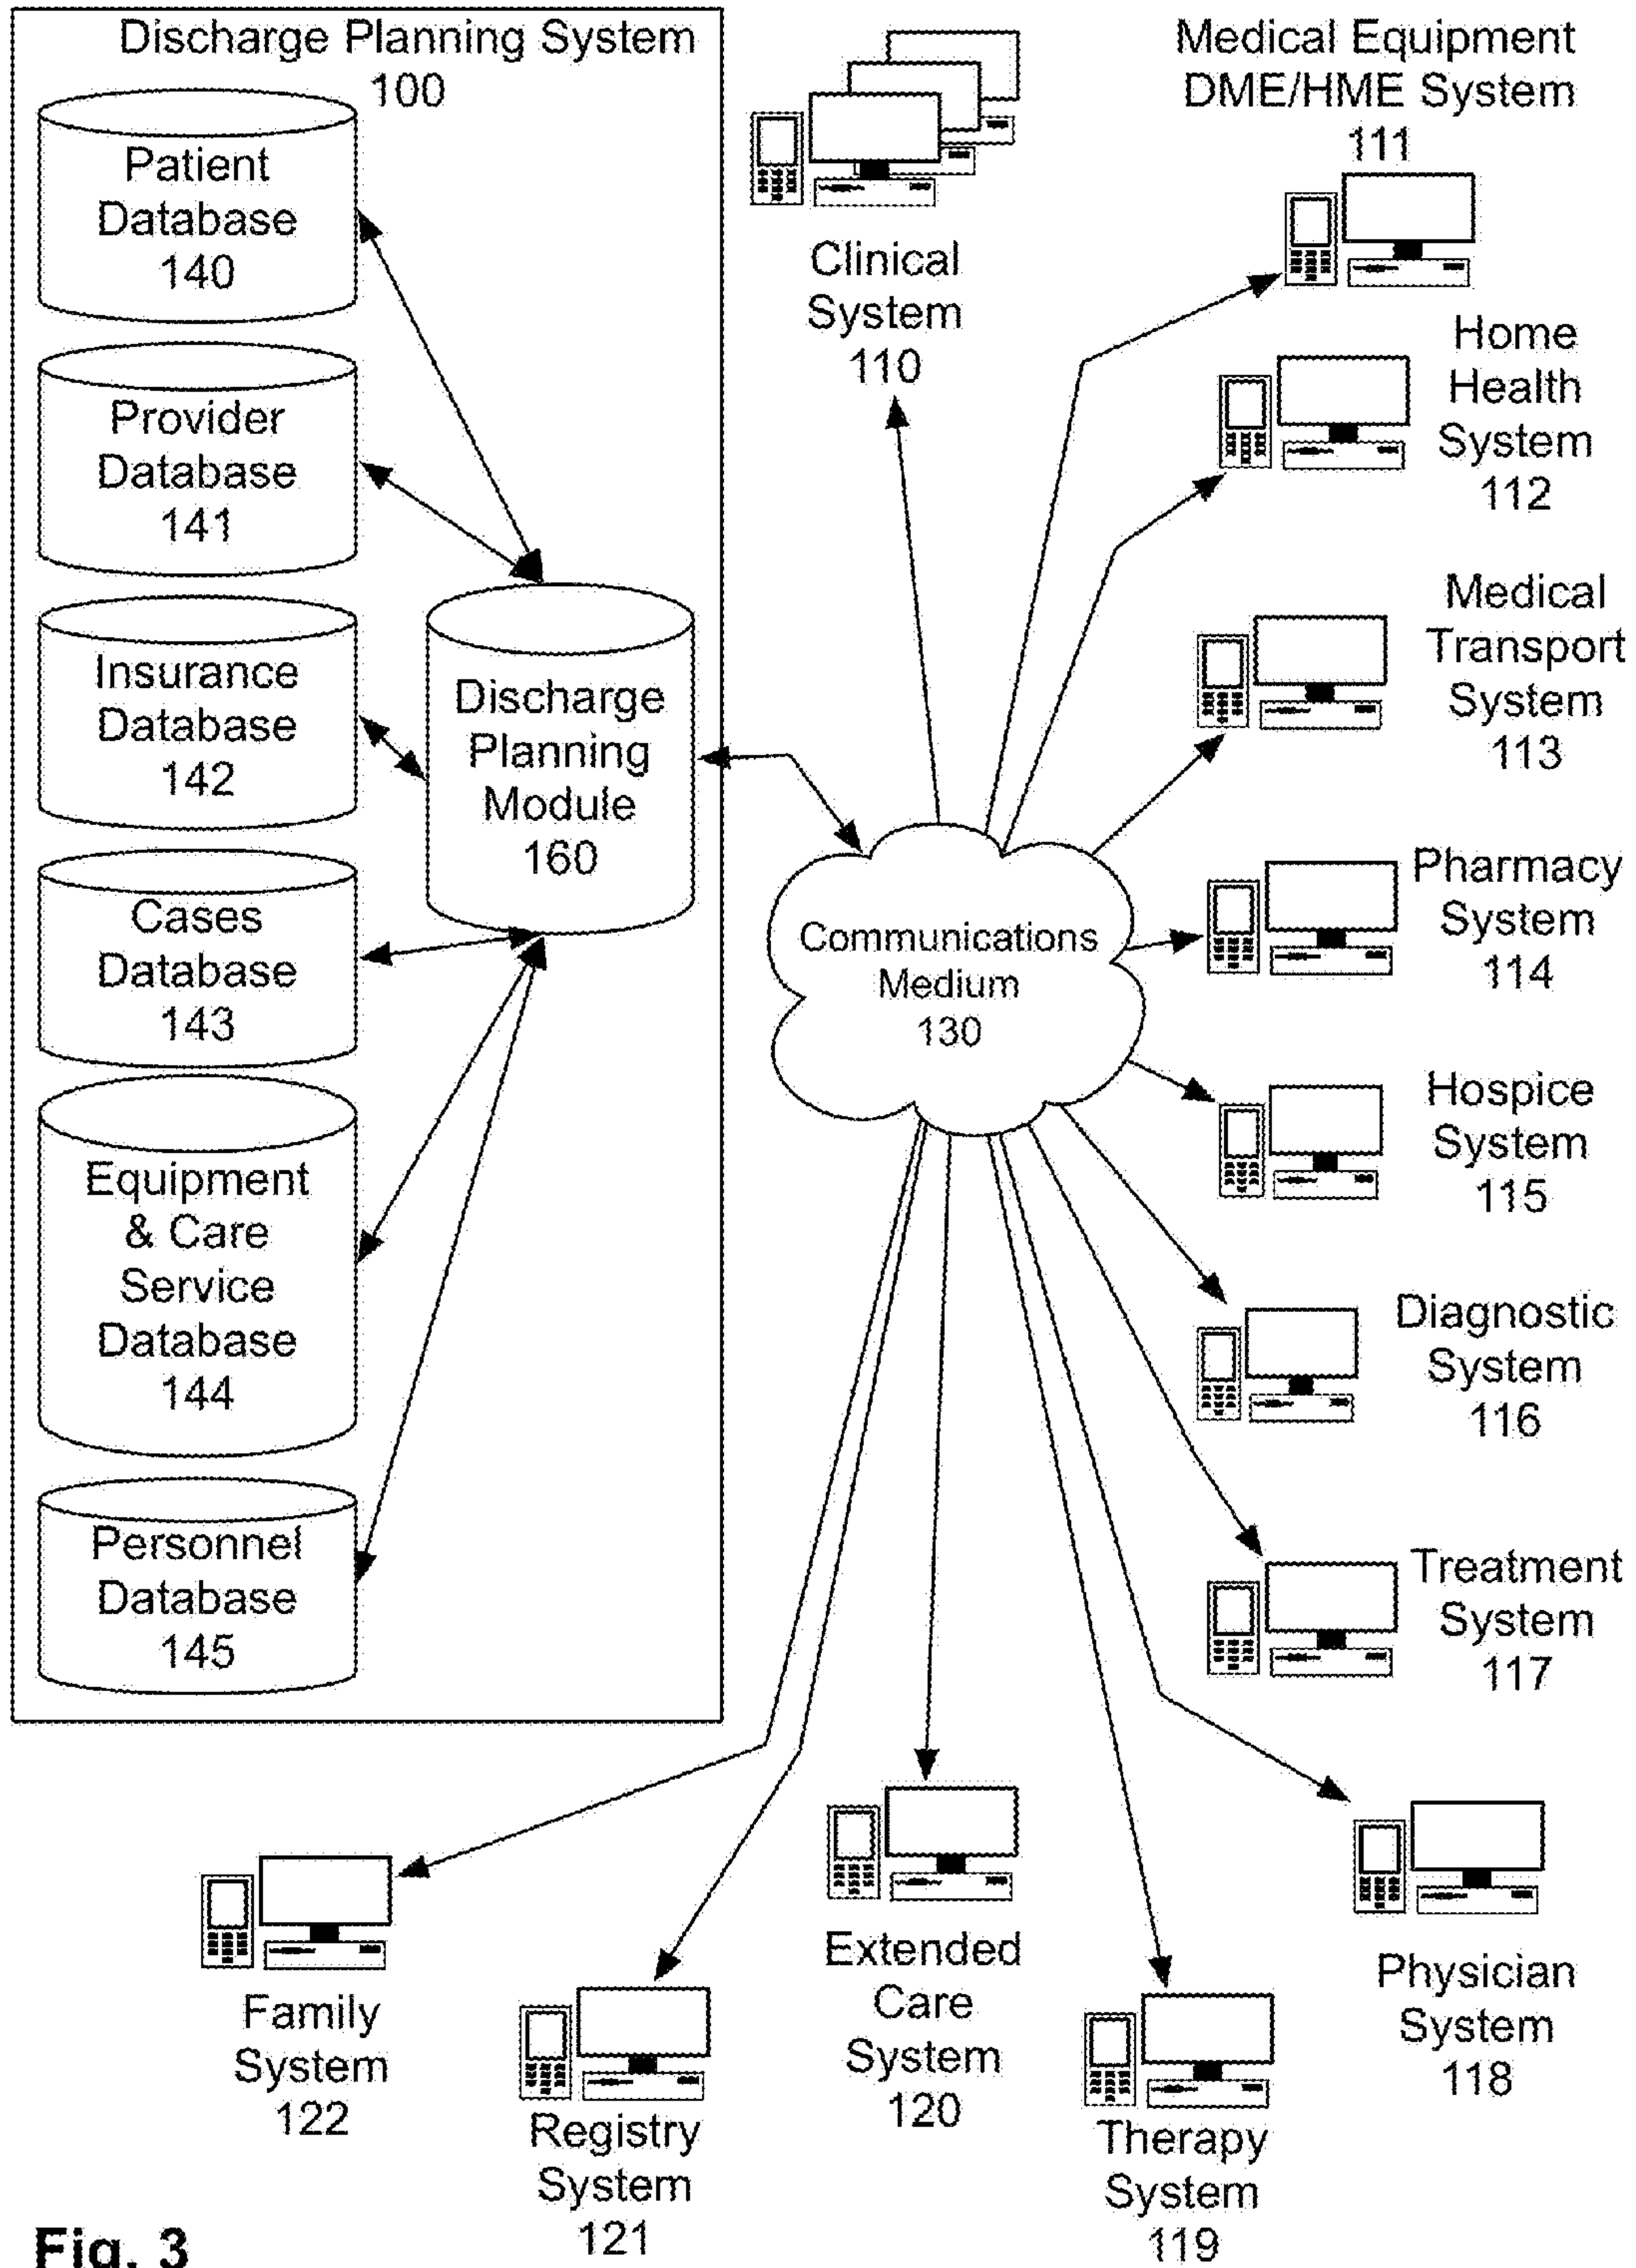 Discharge Planning System
100
Patient
Database
140
Provider
Database
141
Insurance
Database
142
Cases
Database
143
Equipment
& Care
Service
Database
144
Personnel
Database
145
Discharge
Planning
Module
160
Communications
Medium
130
Clinical
System
110
Medical Equipment
DME/HME System
111
Home
Health
System
112
Medical
Transport
System
113
Pharmacy
System
114
Hospice
System
115
Diagnostic
System
116
Treatment
System
117
Physician
System
118
Therapy
System
119
Extended
Care
System
120
Registry
System
121
Family
System
122
Fig. 3